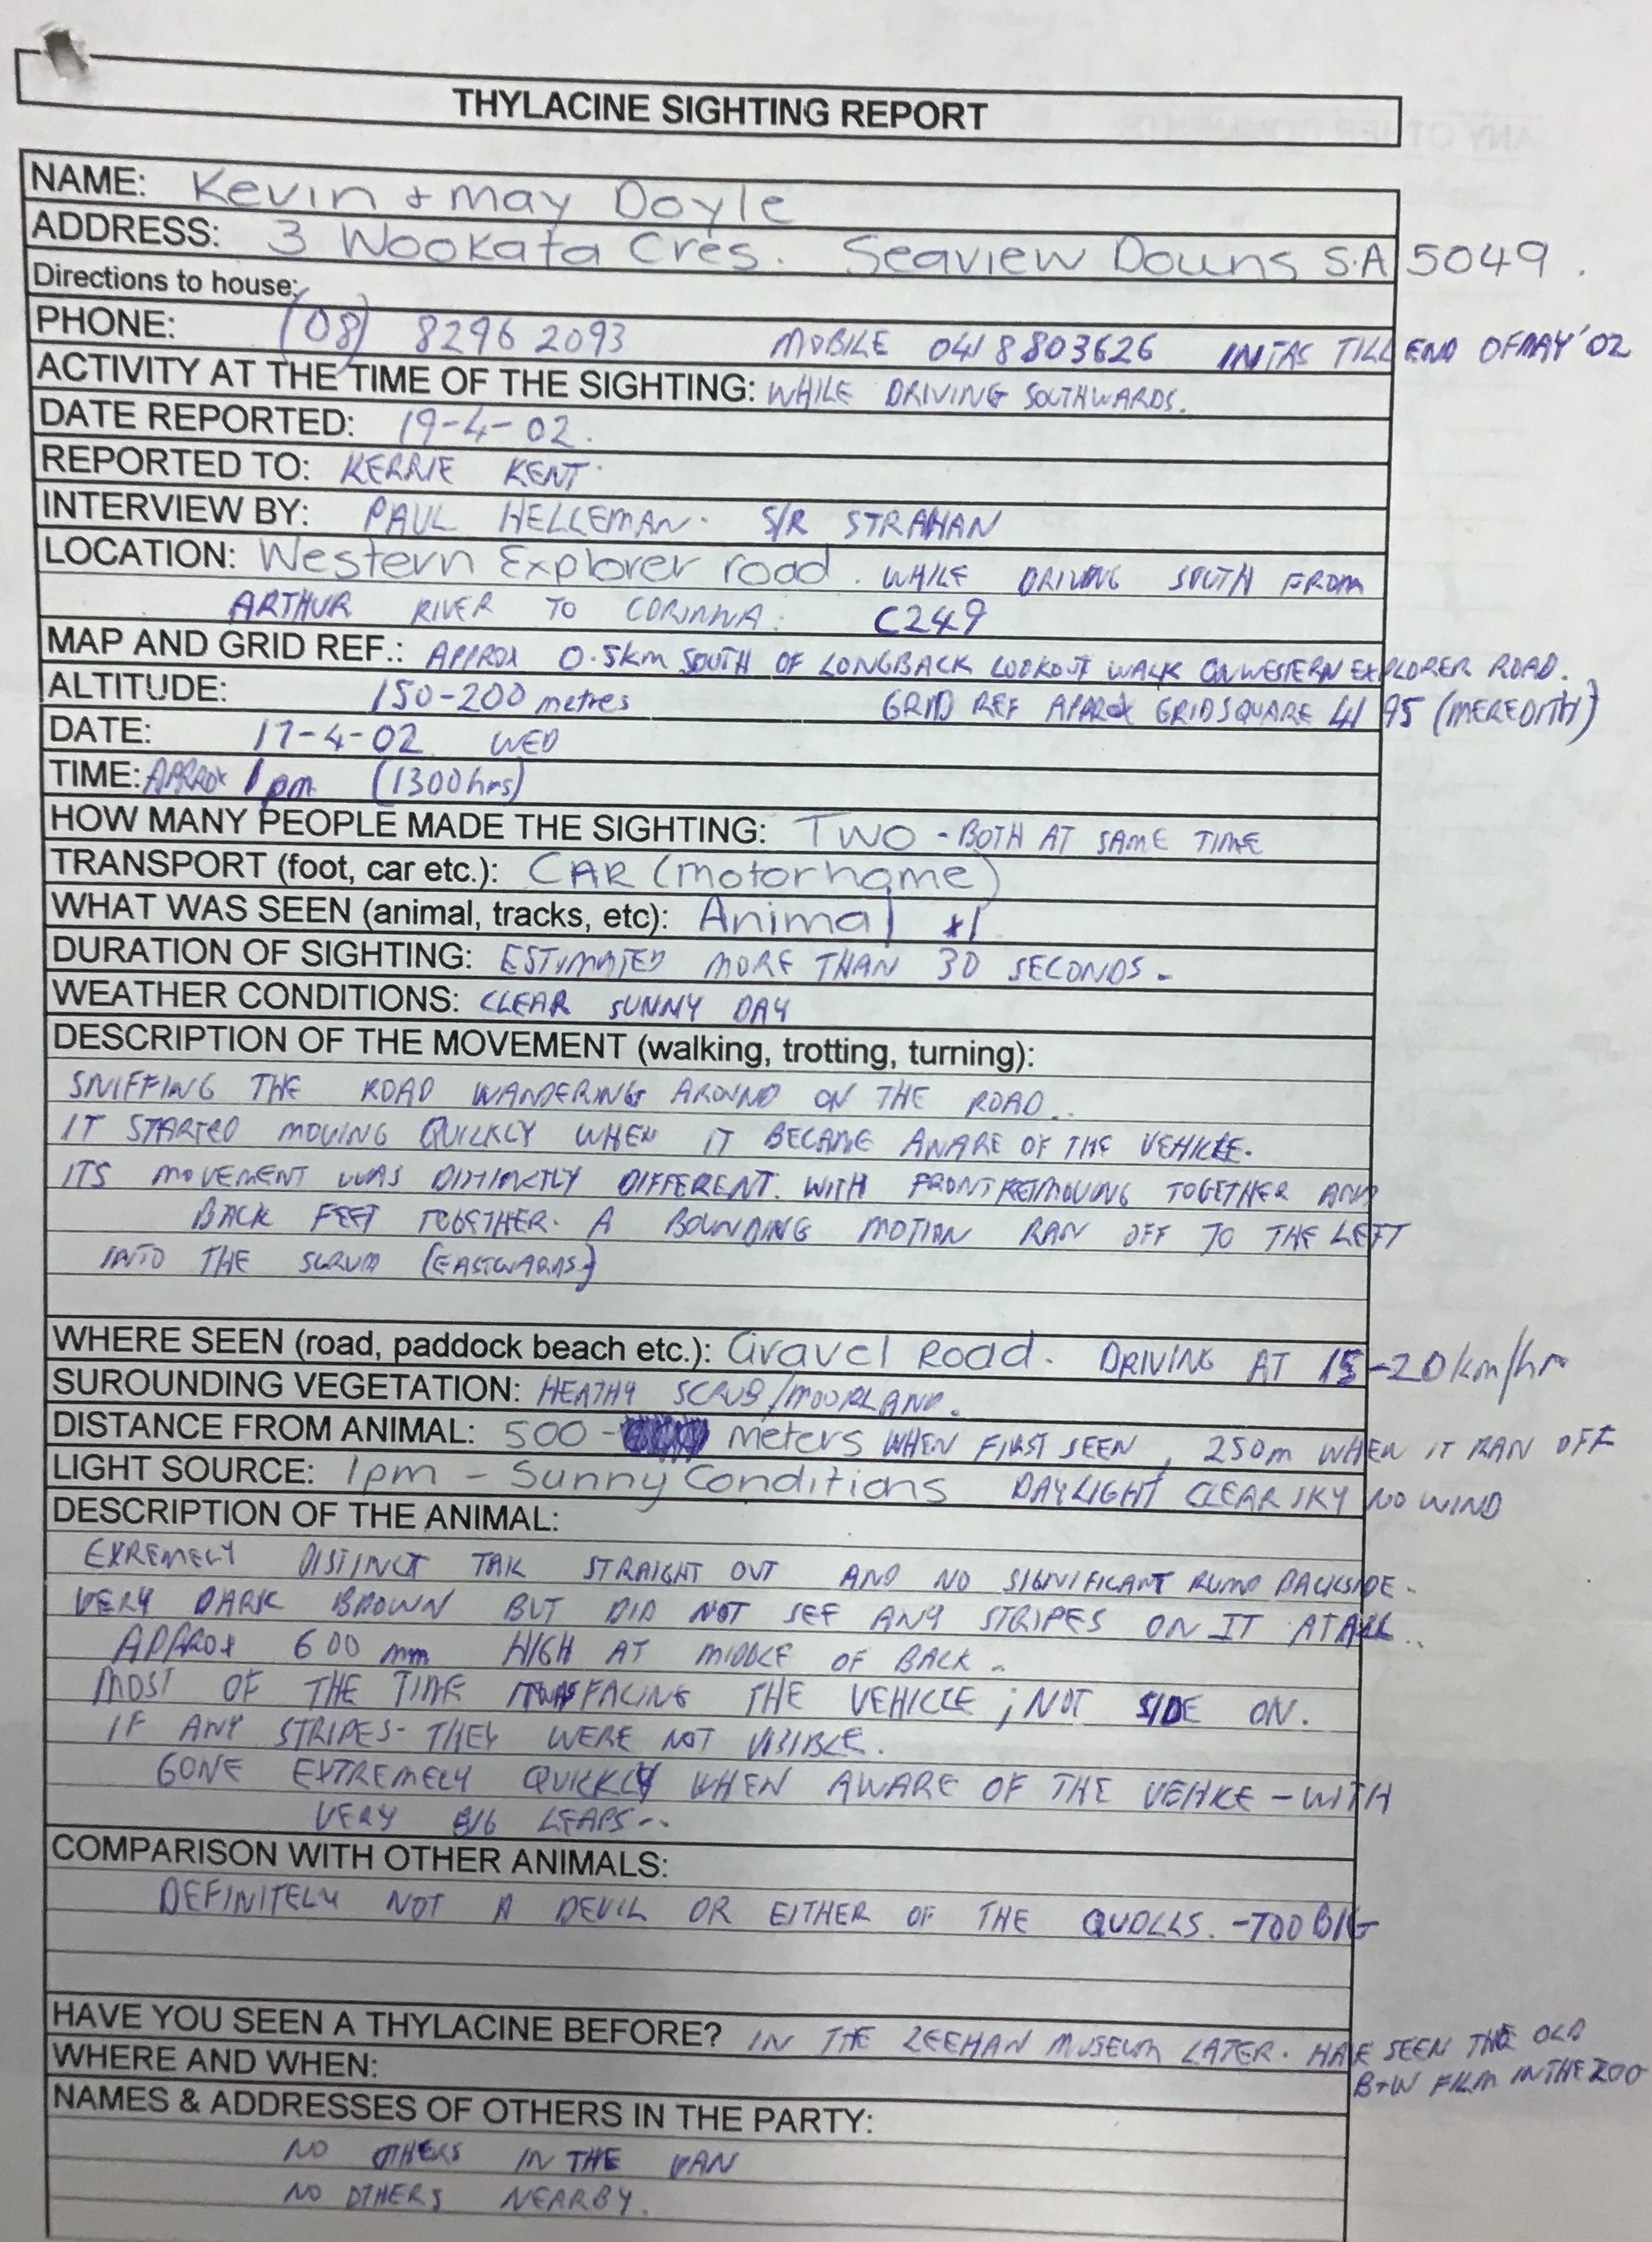 THYLACINE SIGHTING REPORT
NAME: Kevin + May Doyle
ADDRESS: 3 Wookata Cres. Seaview Downs S.A 5049.
Directions to house:
PHONE: (08) 8296 2093 MOBILE 0418803626 IN TAS TILL END OF MAY '02
ACTIVITY AT THE TIME OF THE SIGHTING: WHILE DRIVING SOUTHWARDS.
DATE REPORTED: 19-4-02.
REPORTED TO: KERRIE KENT.
INTERVIEW BY: PAUL HELLEMAN. S/R STRAHAN
LOCATION: Western Explorer road. WHILE DRIVING SOUTH FROM
ARTHUR RIVER TO CORINNA. C249
MAP AND GRID REF.: APPROX 0.5km SOUTH OF LONGBACK LOOKOUT WALK ON WESTERN EXPLORER ROAD.
ALTITUDE: 150-200 metres GRID REF APPROX GRIDSQUARE 41 95 (MEREDITH)
DATE: 17-4-02 WED
TIME: APPROX 1pm (1300hrs)
HOW MANY PEOPLE MADE THE SIGHTING: TWO - BOTH AT SAME TIME
TRANSPORT (foot, car etc.): CAR (motorhome)
WHAT WAS SEEN (animal, tracks, etc): Animal x1
DURATION OF SIGHTING: ESTIMATED MORE THAN 30 SECONDS -
WEATHER CONDITIONS: CLEAR SUNNY DAY
DESCRIPTION OF THE MOVEMENT (walking, trotting, turning):
SNIFFING THE ROAD WANDERING AROUND ON THE ROAD..
IT STARTED MOVING QUICKLY WHEN IT BECAME AWARE OF THE VEHICLE.
ITS MOVEMENT WAS DISTINCTLY DIFFERENT. WITH FRONT FEET MOVING TOGETHER AND
BACK FEET TOGETHER. A BOUNDING MOTION RAN OFF TO THE LEFT
INTO THE SCRUB (EASTWARDS)
WHERE SEEN (road, paddock beach etc.): Gravel Road. DRIVING AT 15-20km/hr
SUROUNDING VEGETATION: HEATHY SCRUB/MOORLAND.
DISTANCE FROM ANIMAL: 500 - meters WHEN FIRST SEEN, 250m WHEN IT RAN OFF
LIGHT SOURCE: 1pm - Sunny Conditions DAYLIGHT CLEAR SKY NO WIND
DESCRIPTION OF THE ANIMAL:
EXREMELY DISTINCT TAIL STRAIGHT OUT AND NO SIGNIFICANT RUMP BACKSIDE -
VERY DARK BROWN BUT DID NOT SEE ANY STRIPES ON IT AT ALL..
APPROX 600 mm HIGH AT MIDDLE OF BACK -
MOST OF THE TIME IT WAS FACING THE VEHICLE; NOT SIDE ON.
IF ANY STRIPES - THEY WERE NOT VISIBLE.
GONE EXTREMELY QUICKLY WHEN AWARE OF THE VEHICLE - WITH
VERY BIG LEAPS --
COMPARISON WITH OTHER ANIMALS:
DEFINITELY NOT A DEVIL OR EITHER OF THE QUOLLS. - TOO BIG
HAVE YOU SEEN A THYLACINE BEFORE? IN THE ZEEHAN MUSEUM LATER. HAVE SEEN THE OLD
B+W FILM IN THE ZOO
WHERE AND WHEN:
NAMES & ADDRESSES OF OTHERS IN THE PARTY:
NO OTHERS IN THE VAN
NO OTHERS NEARBY.